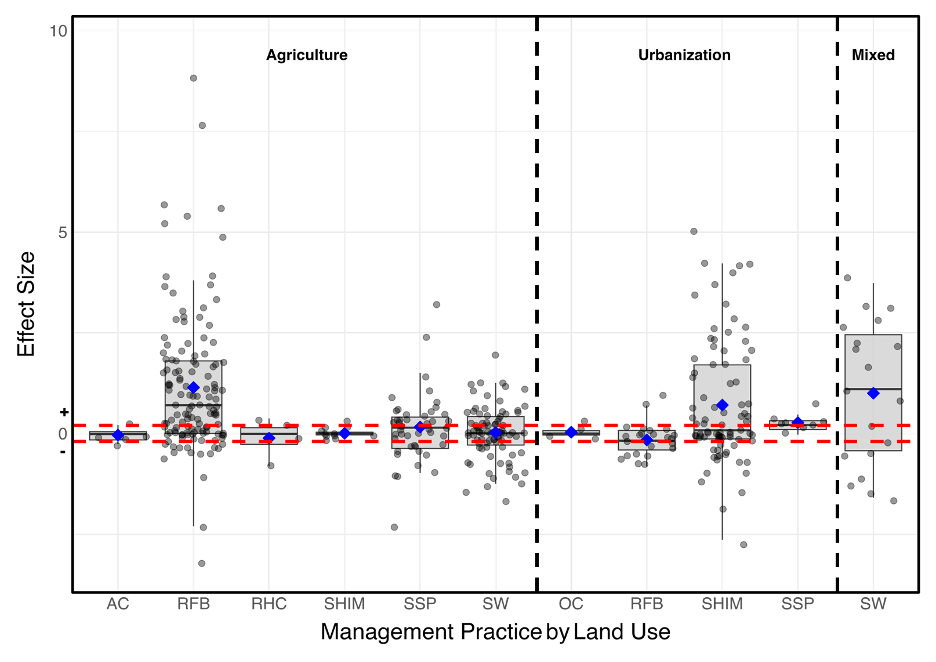 10
Agriculture
Urbanization
Mixed
5
+
0
-
Effect Size
AC
RFB
RHC
SHIM
SSP
SW
OC
RFB
SHIM
SSP
SW
Management Practice by Land Use